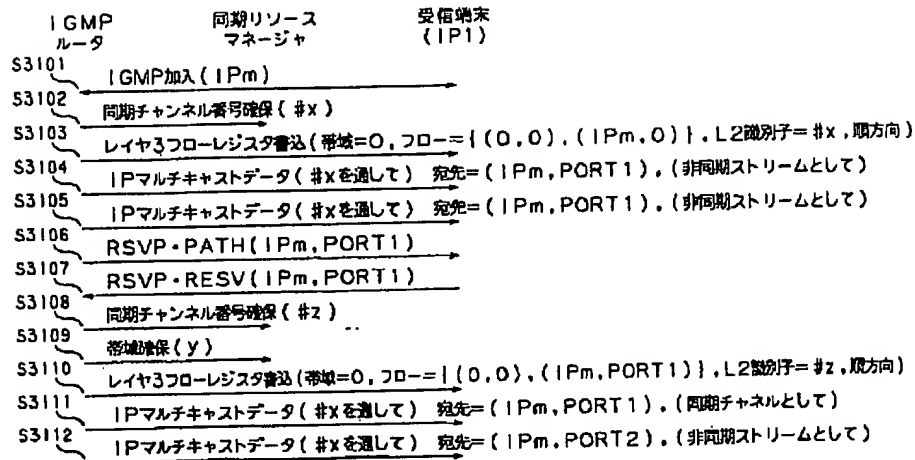 IGMP
ルータ
同期リソース
マネージャ
受信端末
(IP1)
S3101
IGMP加入(IPm)
S3102
同期チャンネル番号確保(#x)
S3103
レイヤ3フローレジスタ書込(帯域=0,フロー={(0,0),(IPm,0)},L2識別子=#x,順方向)
S3104
IPマルチキャストデータ(#xを通して) 宛先=(IPm,PORT1),(非同期ストリームとして)
S3105
IPマルチキャストデータ(#xを通して) 宛先=(IPm,PORT1),(非同期ストリームとして)
S3106
RSVP・PATH(IPm,PORT1)
S3107
RSVP・RESV(IPm,PORT1)
S3108
同期チャンネル番号確保(#z)
S3109
帯域確保(y)
S3110
レイヤ3フローレジスタ書込(帯域=0,フロー={(0,0),(IPm,PORT1)},L2識別子=#z,順方向)
S3111
IPマルチキャストデータ(#xを通して) 宛先=(IPm,PORT1),(同期チャネルとして)
S3112
IPマルチキャストデータ(#xを通して) 宛先=(IPm,PORT2),(非同期ストリームとして)